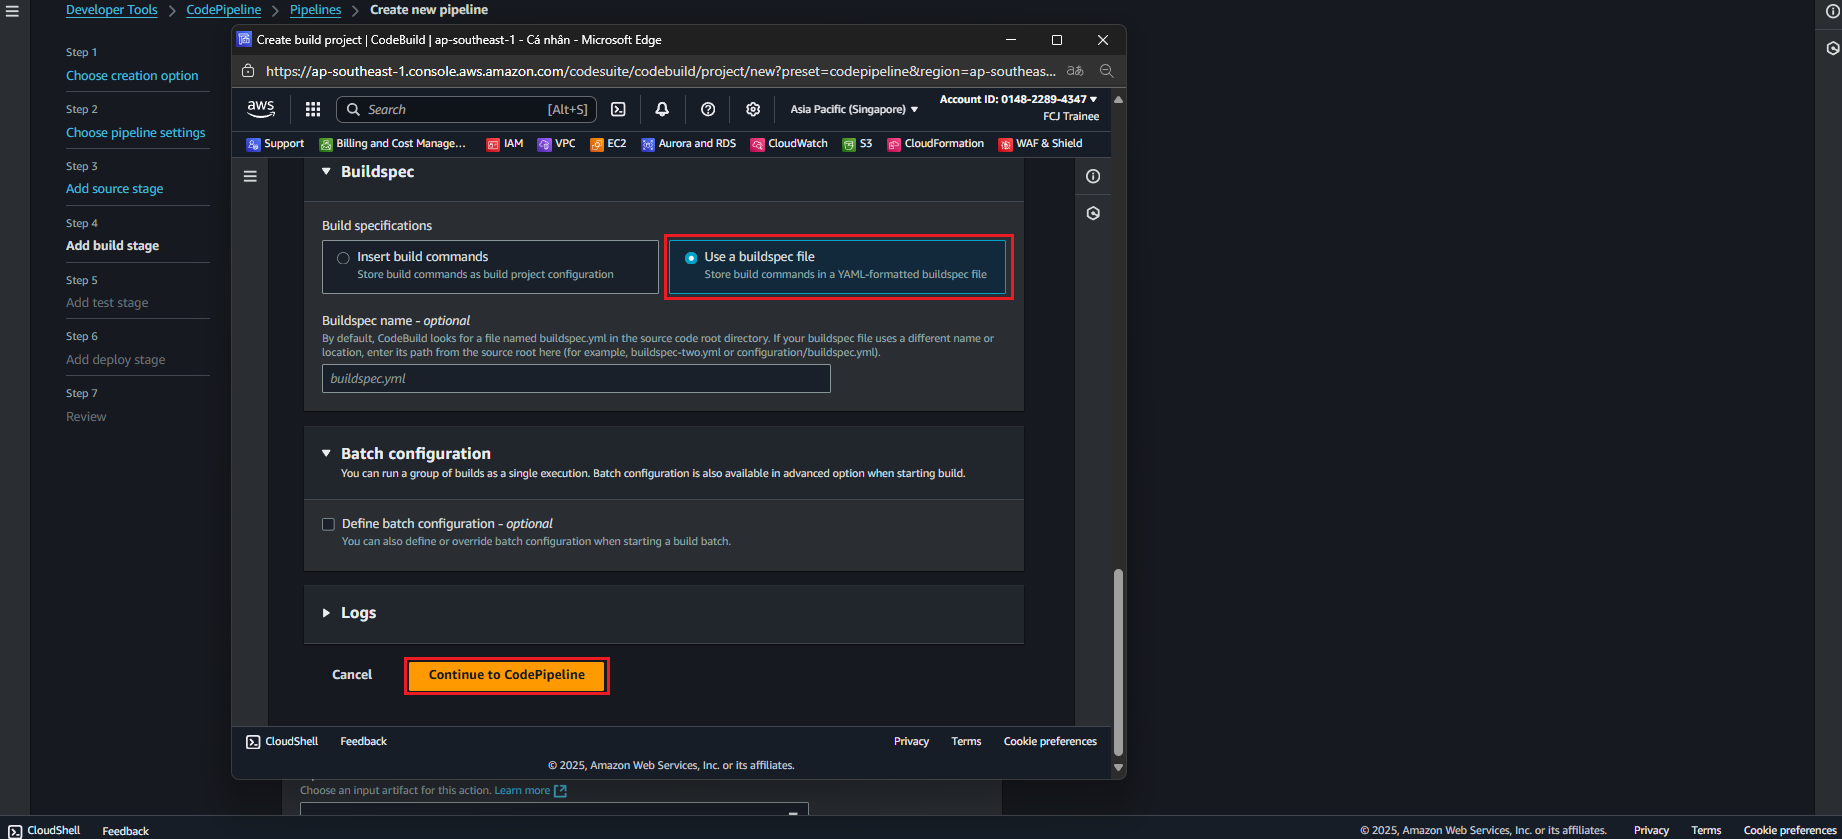 Developer Tools > CodePipeline > Pipelines > Create new pipeline
Step 1
Choose creation option
Step 2
Choose pipeline settings
Step 3
Add source stage
Step 4
Add build stage
Step 5
Add test stage
Step 6
Add deploy stage
Step 7
Review
Create build project | CodeBuild | ap-southeast-1 - Cá nhân - Microsoft Edge
https://ap-southeast-1.console.aws.amazon.com/codesuite/codebuild/project/new?preset=codepipeline&region=ap-southeas...
aws
Search [Alt+S]
Asia Pacific (Singapore)
Account ID: 0148-2289-4347
FCJ Trainee
Support Billing and Cost Manage... IAM VPC EC2 Aurora and RDS CloudWatch S3 CloudFormation WAF & Shield
Buildspec
Build specifications
Insert build commands
Store build commands as build project configuration
Use a buildspec file
Store build commands in a YAML-formatted buildspec file
Buildspec name - optional
By default, CodeBuild looks for a file named buildspec.yml in the source code root directory. If your buildspec file uses a different name or
location, enter its path from the source root here (for example, buildspec-two.yml or configuration/buildspec.yml).
buildspec.yml
Batch configuration
You can run a group of builds as a single execution. Batch configuration is also available in advanced option when starting build.
Define batch configuration - optional
You can also define or override batch configuration when starting a build batch.
Logs
Cancel
Continue to CodePipeline
CloudShell Feedback Privacy Terms Cookie preferences
© 2025, Amazon Web Services, Inc. or its affiliates.
Choose an input artifact for this action. Learn more
CloudShell Feedback © 2025, Amazon Web Services, Inc. or its affiliates. Privacy Terms Cookie preferences